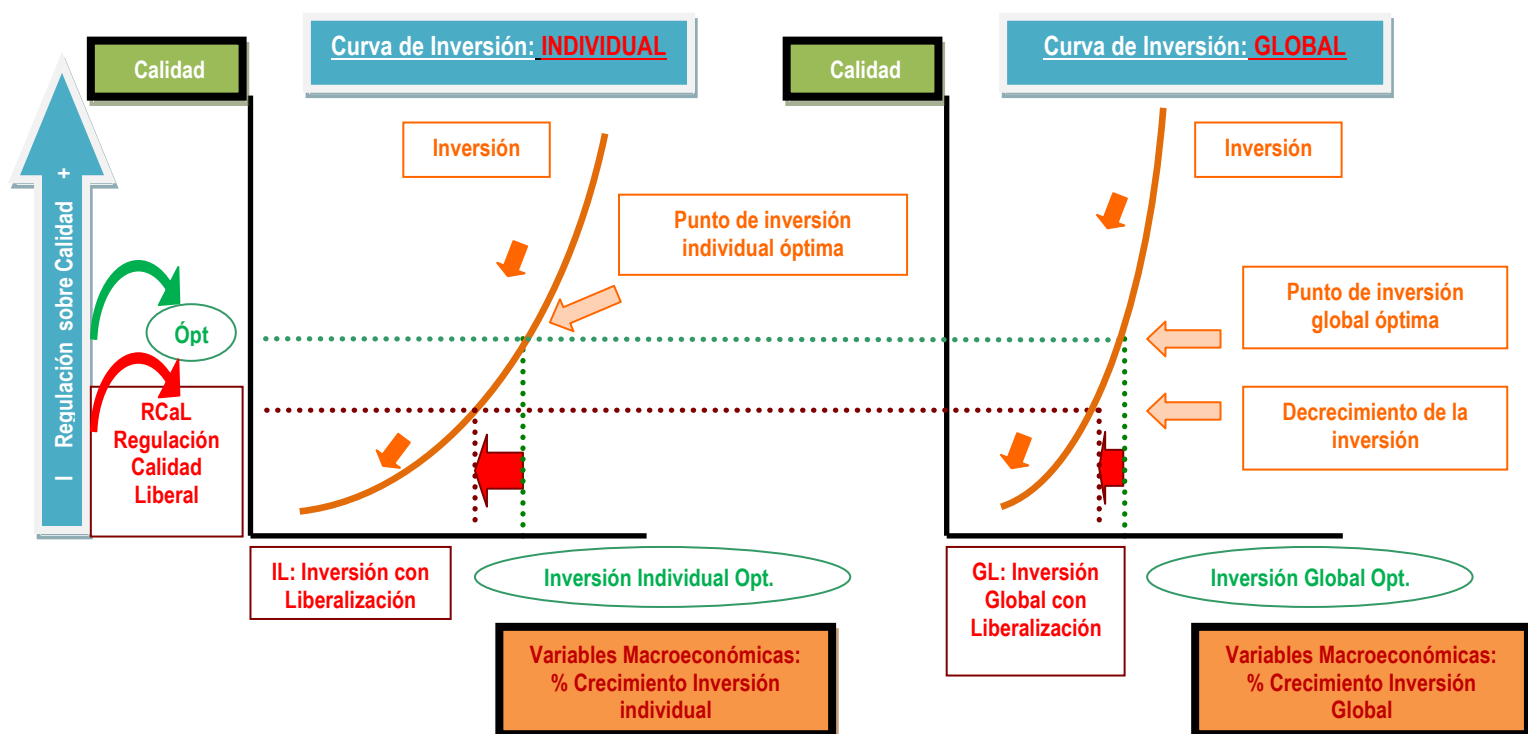 Curva de Inversión: INDIVIDUAL
Curva de Inversión: GLOBAL
Calidad
Calidad
Inversión
Inversión
I Regulación sobre Calidad +
Punto de inversión
individual óptima
Punto de inversión
global óptima
Ópt
RCaL
Regulación
Calidad
Liberal
Decrecimiento de la
inversión
IL: Inversión con
Liberalización
Inversión Individual Opt.
GL: Inversión
Global con
Liberalización
Inversión Global Opt.
Variables Macroeconómicas:
% Crecimiento Inversión
individual
Variables Macroeconómicas:
% Crecimiento Inversión
Global